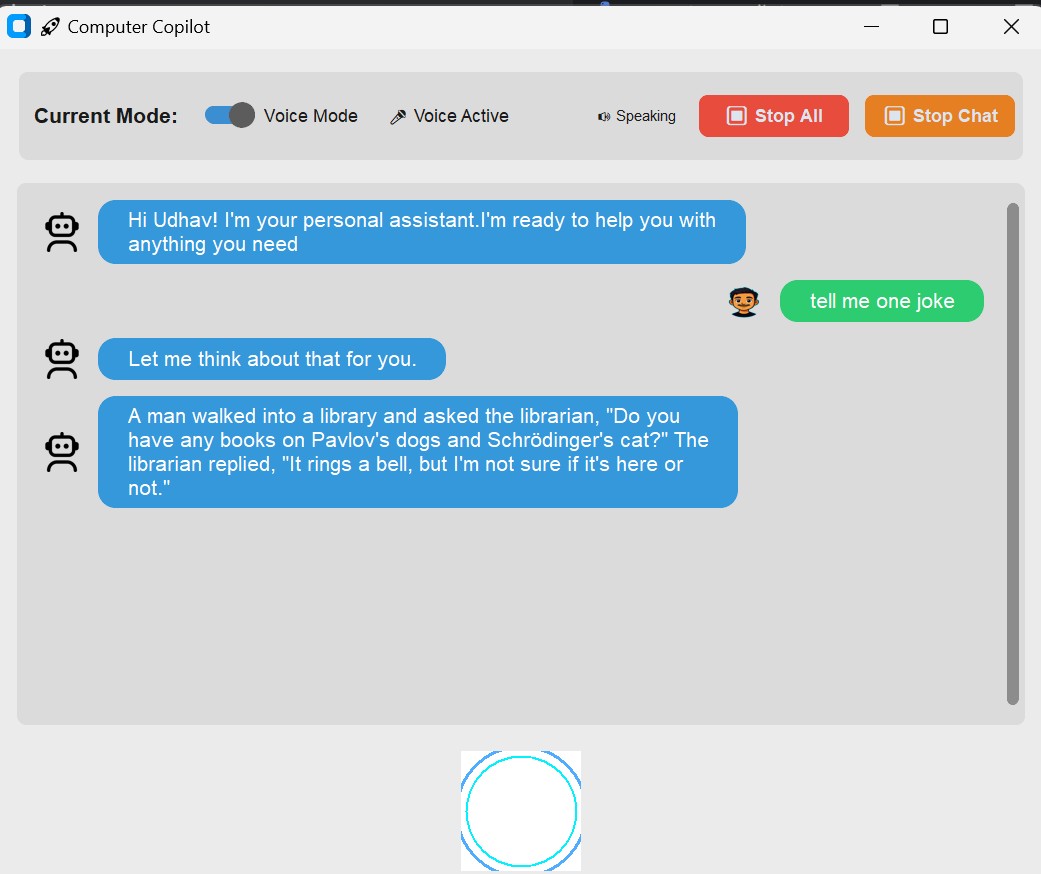 Computer Copilot
Current Mode:
Voice Mode
Voice Active
Speaking
Stop All
Stop Chat
Hi Udhav! I'm your personal assistant.I'm ready to help you with
anything you need
tell me one joke
Let me think about that for you.
A man walked into a library and asked the librarian, "Do you
have any books on Pavlov's dogs and Schrödinger's cat?" The
librarian replied, "It rings a bell, but I'm not sure if it's here or
not."